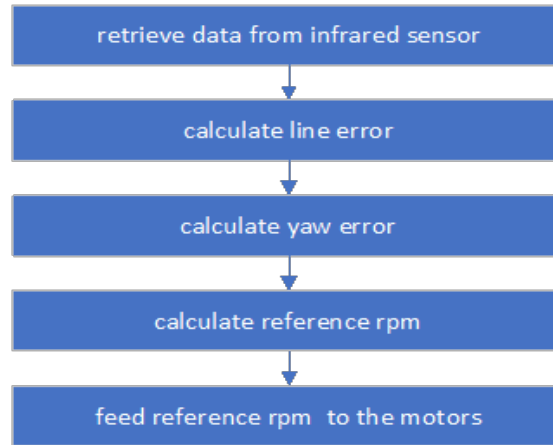 retrieve data from infrared sensor
calculate line error
calculate yaw error
calculate reference rpm
feed reference rpm to the motors